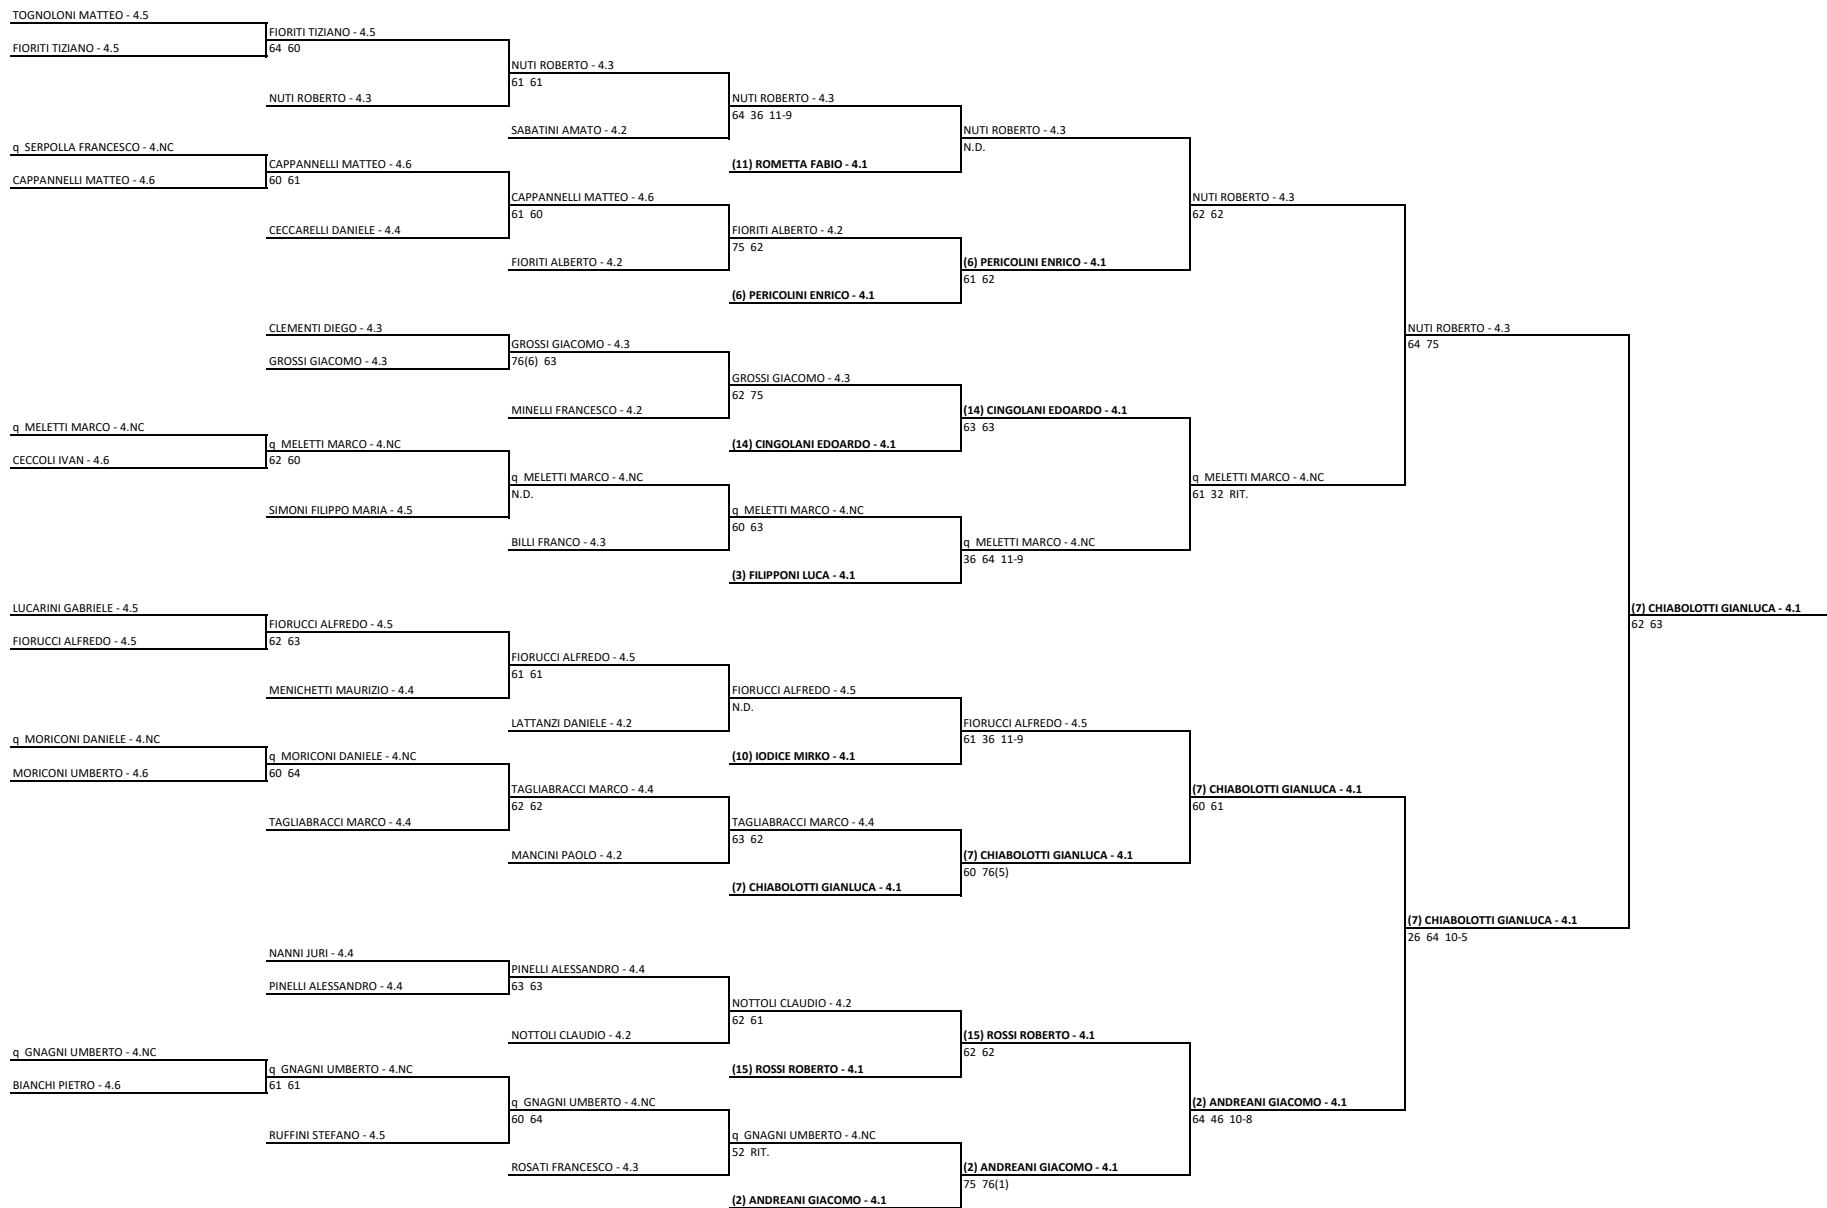 TOGNOLONI MATTEO - 4.5
FIORITI TIZIANO - 4.5
FIORITI TIZIANO - 4.5
64 60
NUTI ROBERTO - 4.3
NUTI ROBERTO - 4.3
61 61
NUTI ROBERTO - 4.3
64 36 11-9
SABATINI AMATO - 4.2
NUTI ROBERTO - 4.3
N.D.
q SERPOLLA FRANCESCO - 4.NC
CAPPANNELLI MATTEO - 4.6
(11) ROMETTA FABIO - 4.1
CAPPANNELLI MATTEO - 4.6
60 61
CAPPANNELLI MATTEO - 4.6
61 60
NUTI ROBERTO - 4.3
62 62
CECCARELLI DANIELE - 4.4
FIORITI ALBERTO - 4.2
75 62
FIORITI ALBERTO - 4.2
(6) PERICOLINI ENRICO - 4.1
61 62
(6) PERICOLINI ENRICO - 4.1
CLEMENTI DIEGO - 4.3
NUTI ROBERTO - 4.3
64 75
GROSSI GIACOMO - 4.3
76(6) 63
GROSSI GIACOMO - 4.3
GROSSI GIACOMO - 4.3
62 75
MINELLI FRANCESCO - 4.2
(14) CINGOLANI EDOARDO - 4.1
63 63
q MELETTI MARCO - 4.NC
q MELETTI MARCO - 4.NC
62 60
(14) CINGOLANI EDOARDO - 4.1
CECCOLI IVAN - 4.6
q MELETTI MARCO - 4.NC
N.D.
q MELETTI MARCO - 4.NC
61 32 RIT.
SIMONI FILIPPO MARIA - 4.5
q MELETTI MARCO - 4.NC
60 63
BILLI FRANCO - 4.3
q MELETTI MARCO - 4.NC
36 64 11-9
(3) FILIPPONI LUCA - 4.1
LUCARINI GABRIELE - 4.5
(7) CHIABOLOTTI GIANLUCA - 4.1
62 63
FIORUCCI ALFREDO - 4.5
62 63
FIORUCCI ALFREDO - 4.5
FIORUCCI ALFREDO - 4.5
61 61
MENICHETTI MAURIZIO - 4.4
FIORUCCI ALFREDO - 4.5
N.D.
LATTANZI DANIELE - 4.2
FIORUCCI ALFREDO - 4.5
61 36 11-9
q MORICONI DANIELE - 4.NC
q MORICONI DANIELE - 4.NC
60 64
(10) IODICE MIRKO - 4.1
MORICONI UMBERTO - 4.6
TAGLIABRACCI MARCO - 4.4
62 62
(7) CHIABOLOTTI GIANLUCA - 4.1
60 61
TAGLIABRACCI MARCO - 4.4
TAGLIABRACCI MARCO - 4.4
63 62
MANCINI PAOLO - 4.2
(7) CHIABOLOTTI GIANLUCA - 4.1
60 76(5)
(7) CHIABOLOTTI GIANLUCA - 4.1
(7) CHIABOLOTTI GIANLUCA - 4.1
26 64 10-5
NANNI JURI - 4.4
PINELLI ALESSANDRO - 4.4
63 63
PINELLI ALESSANDRO - 4.4
NOTTOLI CLAUDIO - 4.2
62 61
NOTTOLI CLAUDIO - 4.2
(15) ROSSI ROBERTO - 4.1
62 62
q GNAGNI UMBERTO - 4.NC
q GNAGNI UMBERTO - 4.NC
61 61
(15) ROSSI ROBERTO - 4.1
BIANCHI PIETRO - 4.6
q GNAGNI UMBERTO - 4.NC
60 64
(2) ANDREANI GIACOMO - 4.1
64 46 10-8
RUFFINI STEFANO - 4.5
q GNAGNI UMBERTO - 4.NC
52 RIT.
ROSATI FRANCESCO - 4.3
(2) ANDREANI GIACOMO - 4.1
75 76(1)
(2) ANDREANI GIACOMO - 4.1